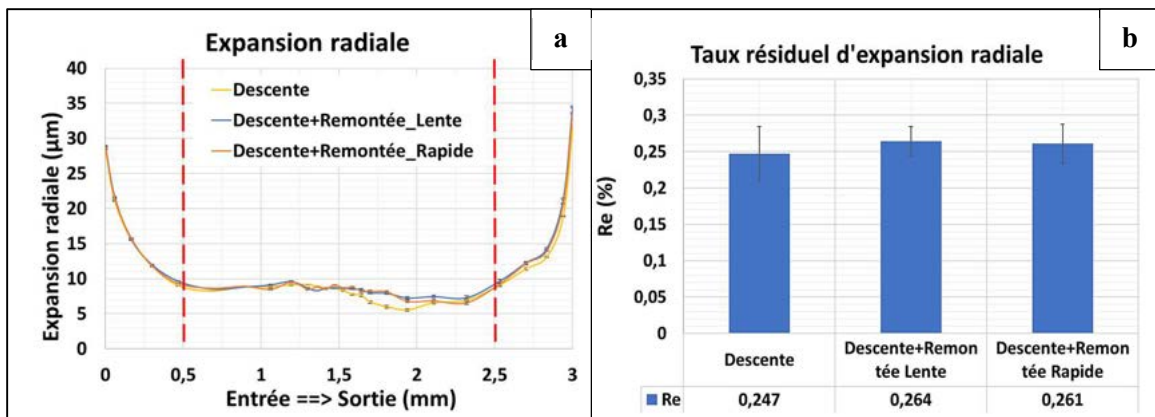 Expansion radiale
a
40
35
30
25
20
15
10
5
0
Expansion radiale (µm)
Descente
Descente+Remontée_Lente
Descente+Remontée_Rapide
0 0,5 1 1,5 2 2,5 3
Entrée ==> Sortie (mm)
b
Taux résiduel d'expansion radiale
0,35
0,3
0,25
0,2
0,15
0,1
0,05
0
Re (%)
Descente Descente+Remon Descente+Remon
tée Lente tée Rapide
Re 0,247 0,264 0,261